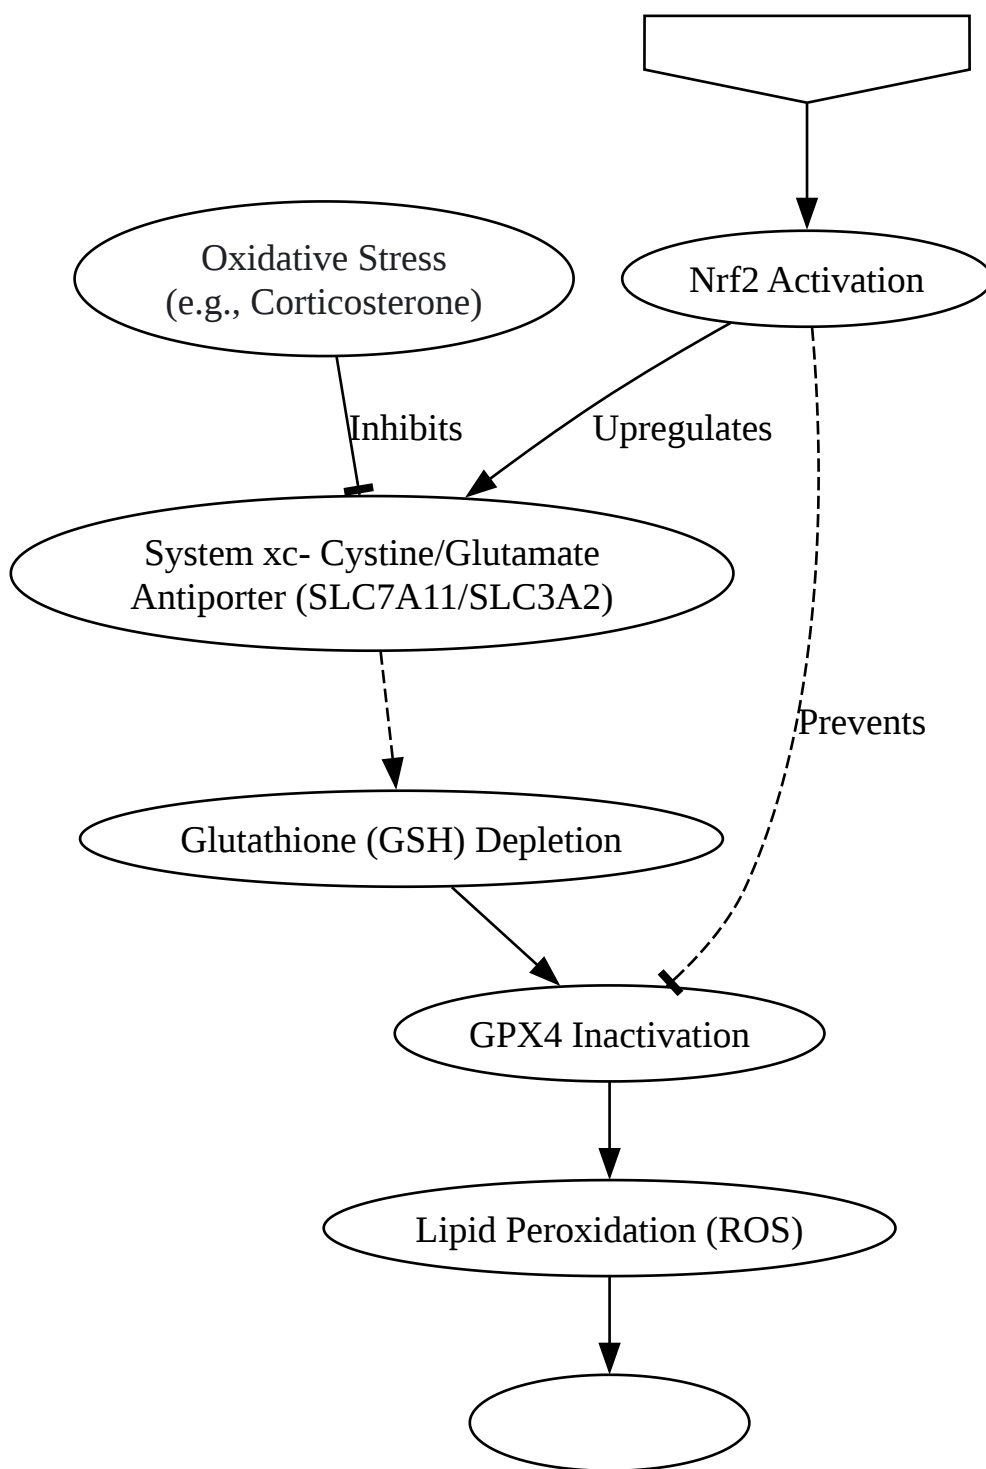 Oxidative Stress
(e.g., Corticosterone)
Nrf2 Activation
Inhibits
Upregulates
System xc- Cystine/Glutamate
Antiporter (SLC7A11/SLC3A2)
Prevents
Glutathione (GSH) Depletion
GPX4 Inactivation
Lipid Peroxidation (ROS)